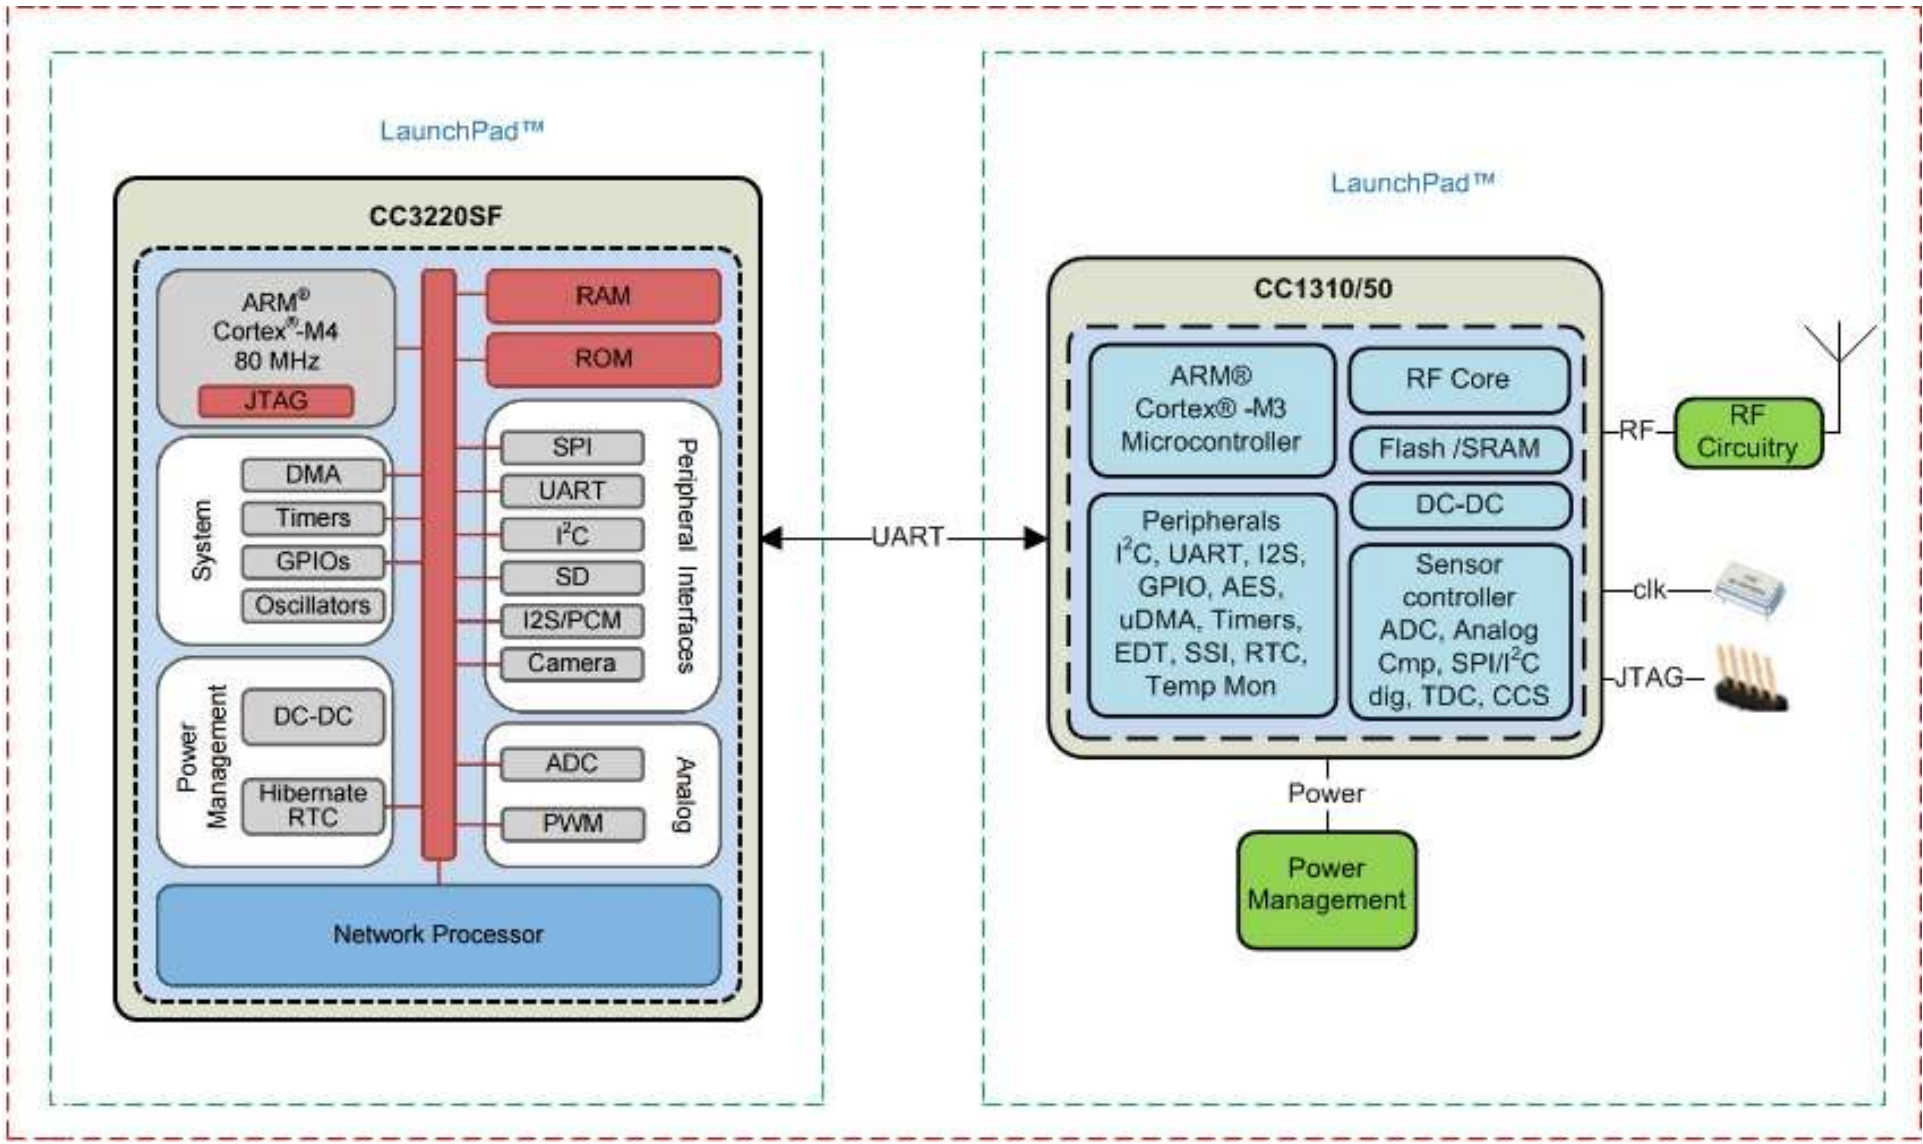 LaunchPad™
CC3220SF
ARM®
Cortex®-M4
80 MHz
JTAG
RAM
ROM
System
DMA
Timers
GPIOs
Oscillators
Peripheral Interfaces
SPI
UART
I²C
SD
I2S/PCM
Camera
Power
Management
DC-DC
Hibernate
RTC
Analog
ADC
PWM
Network Processor
UART
LaunchPad™
CC1310/50
ARM®
Cortex® -M3
Microcontroller
RF Core
Flash /SRAM
DC-DC
Peripherals
I²C, UART, I2S,
GPIO, AES,
uDMA, Timers,
EDT, SSI, RTC,
Temp Mon
Sensor
controller
ADC, Analog
Cmp, SPI/I²C
dig, TDC, CCS
RF
RF
Circuitry
clk
JTAG
Power
Power
Management